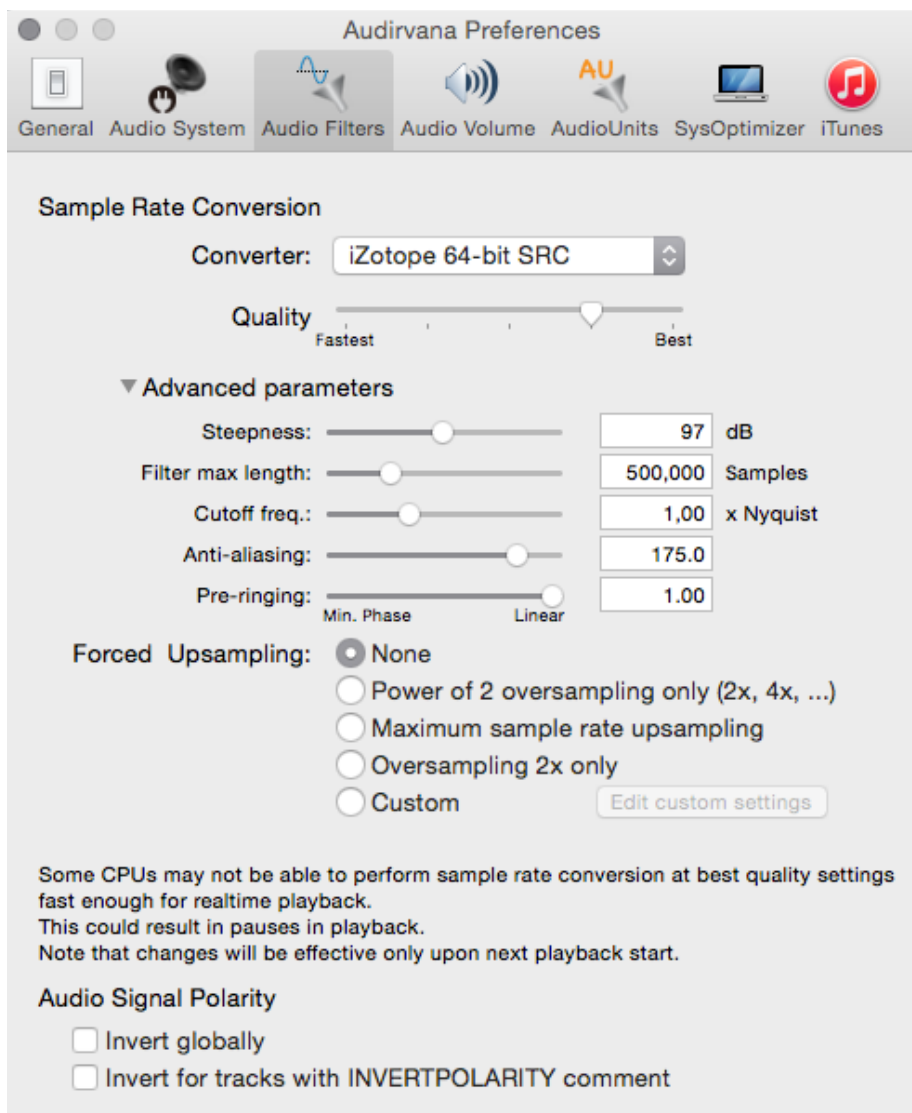 Audirvana Preferences
AU
General Audio System Audio Filters Audio Volume AudioUnits SysOptimizer iTunes
Sample Rate Conversion
Converter: iZotope 64-bit SRC
Quality
Fastest Best
Advanced parameters
Steepness: 97 dB
Filter max length: 500,000 Samples
Cutoff freq.: 1,00 x Nyquist
Anti-aliasing: 175.0
Pre-ringing: 1.00
Min. Phase Linear
Forced Upsampling: None
Power of 2 oversampling only (2x, 4x, ...)
Maximum sample rate upsampling
Oversampling 2x only
Custom Edit custom settings
Some CPUs may not be able to perform sample rate conversion at best quality settings
fast enough for realtime playback.
This could result in pauses in playback.
Note that changes will be effective only upon next playback start.
Audio Signal Polarity
Invert globally
Invert for tracks with INVERTPOLARITY comment